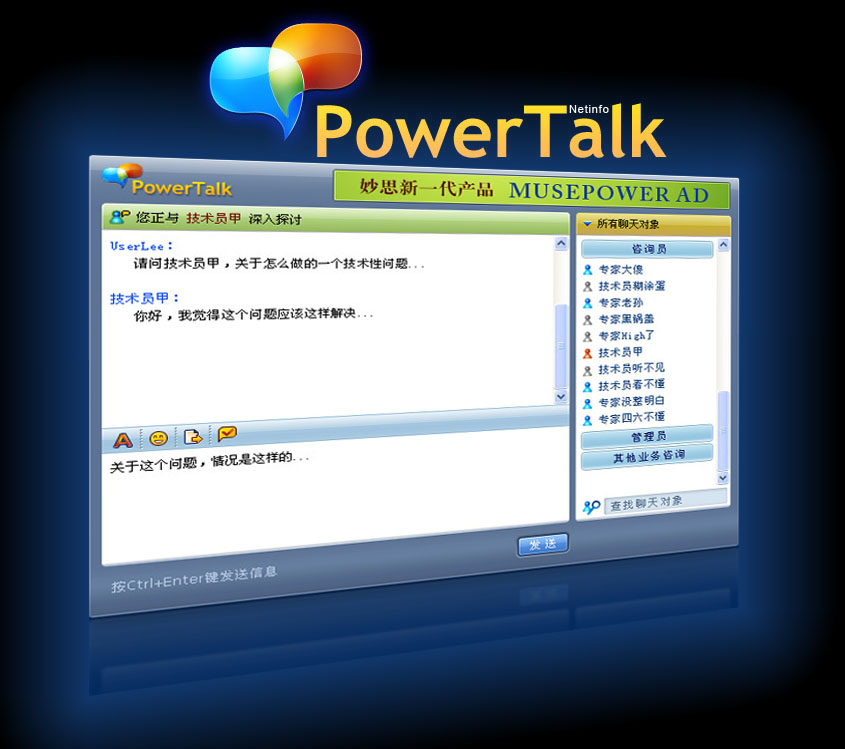 Netinfo
PowerTalk
PowerTalk
妙思新一代产品 MUSEPOWER AD
您正与 技术员甲 深入探讨
UserLee：
请问技术员甲，关于怎么做的一个技术性问题...
技术员甲：
你好，我觉得这个问题应该这样解决...
关于这个问题，情况是这样的...
发 送
按Ctrl+Enter键发送信息
所有聊天对象
咨询员
专家大傻
技术员糊涂蛋
专家老孙
专家黑锅盖
专家High了
技术员甲
技术员听不见
技术员看不懂
专家没整明白
专家四六不懂
管理员
其他业务咨询
查找聊天对象